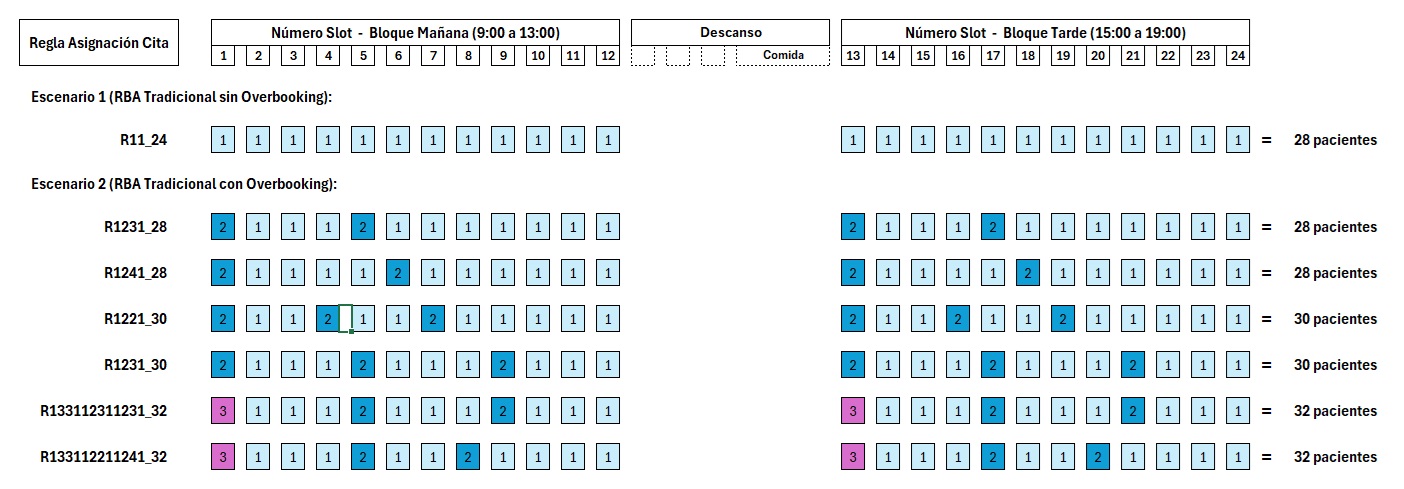 Regla Asignación Cita
Número Slot - Bloque Mañana (9:00 a 13:00) Descanso Número Slot - Bloque Tarde (15:00 a 19:00)
1 2 3 4 5 6 7 8 9 10 11 12 Comida 13 14 15 16 17 18 19 20 21 22 23 24
Escenario 1 (RBA Tradicional sin Overbooking):
R11_24 1 1 1 1 1 1 1 1 1 1 1 1 1 1 1 1 1 1 1 1 1 1 1 1 = 28 pacientes
Escenario 2 (RBA Tradicional con Overbooking):
R1231_28 2 1 1 1 2 1 1 1 1 1 1 1 2 1 1 1 2 1 1 1 1 1 1 1 = 28 pacientes
R1241_28 2 1 1 1 1 2 1 1 1 1 1 1 2 1 1 1 1 2 1 1 1 1 1 1 = 28 pacientes
R1221_30 2 1 1 2 1 1 2 1 1 1 1 1 2 1 1 2 1 1 2 1 1 1 1 1 = 30 pacientes
R1231_30 2 1 1 1 2 1 1 1 2 1 1 1 2 1 1 1 2 1 1 1 2 1 1 1 = 30 pacientes
R133112311231_32 3 1 1 1 2 1 1 1 2 1 1 1 3 1 1 1 2 1 1 1 2 1 1 1 = 32 pacientes
R133112211241_32 3 1 1 1 2 1 1 2 1 1 1 1 3 1 1 1 2 1 1 2 1 1 1 1 = 32 pacientes